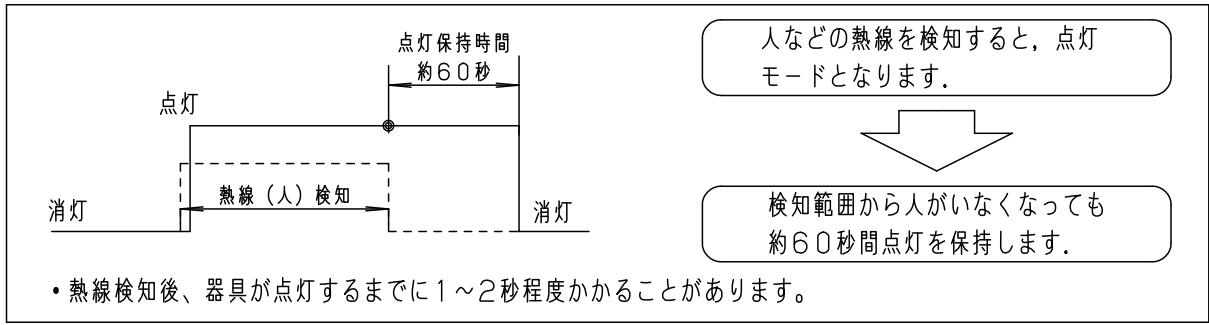 点灯保持時間
約60秒
点灯
熱線(人)検知
消灯
消灯
人などの熱線を検知すると,点灯
モードとなります.
検知範囲から人がいなくなっても
約60秒間点灯を保持します.
・熱線検知後、器具が点灯するまでに1~2秒程度かかることがあります。